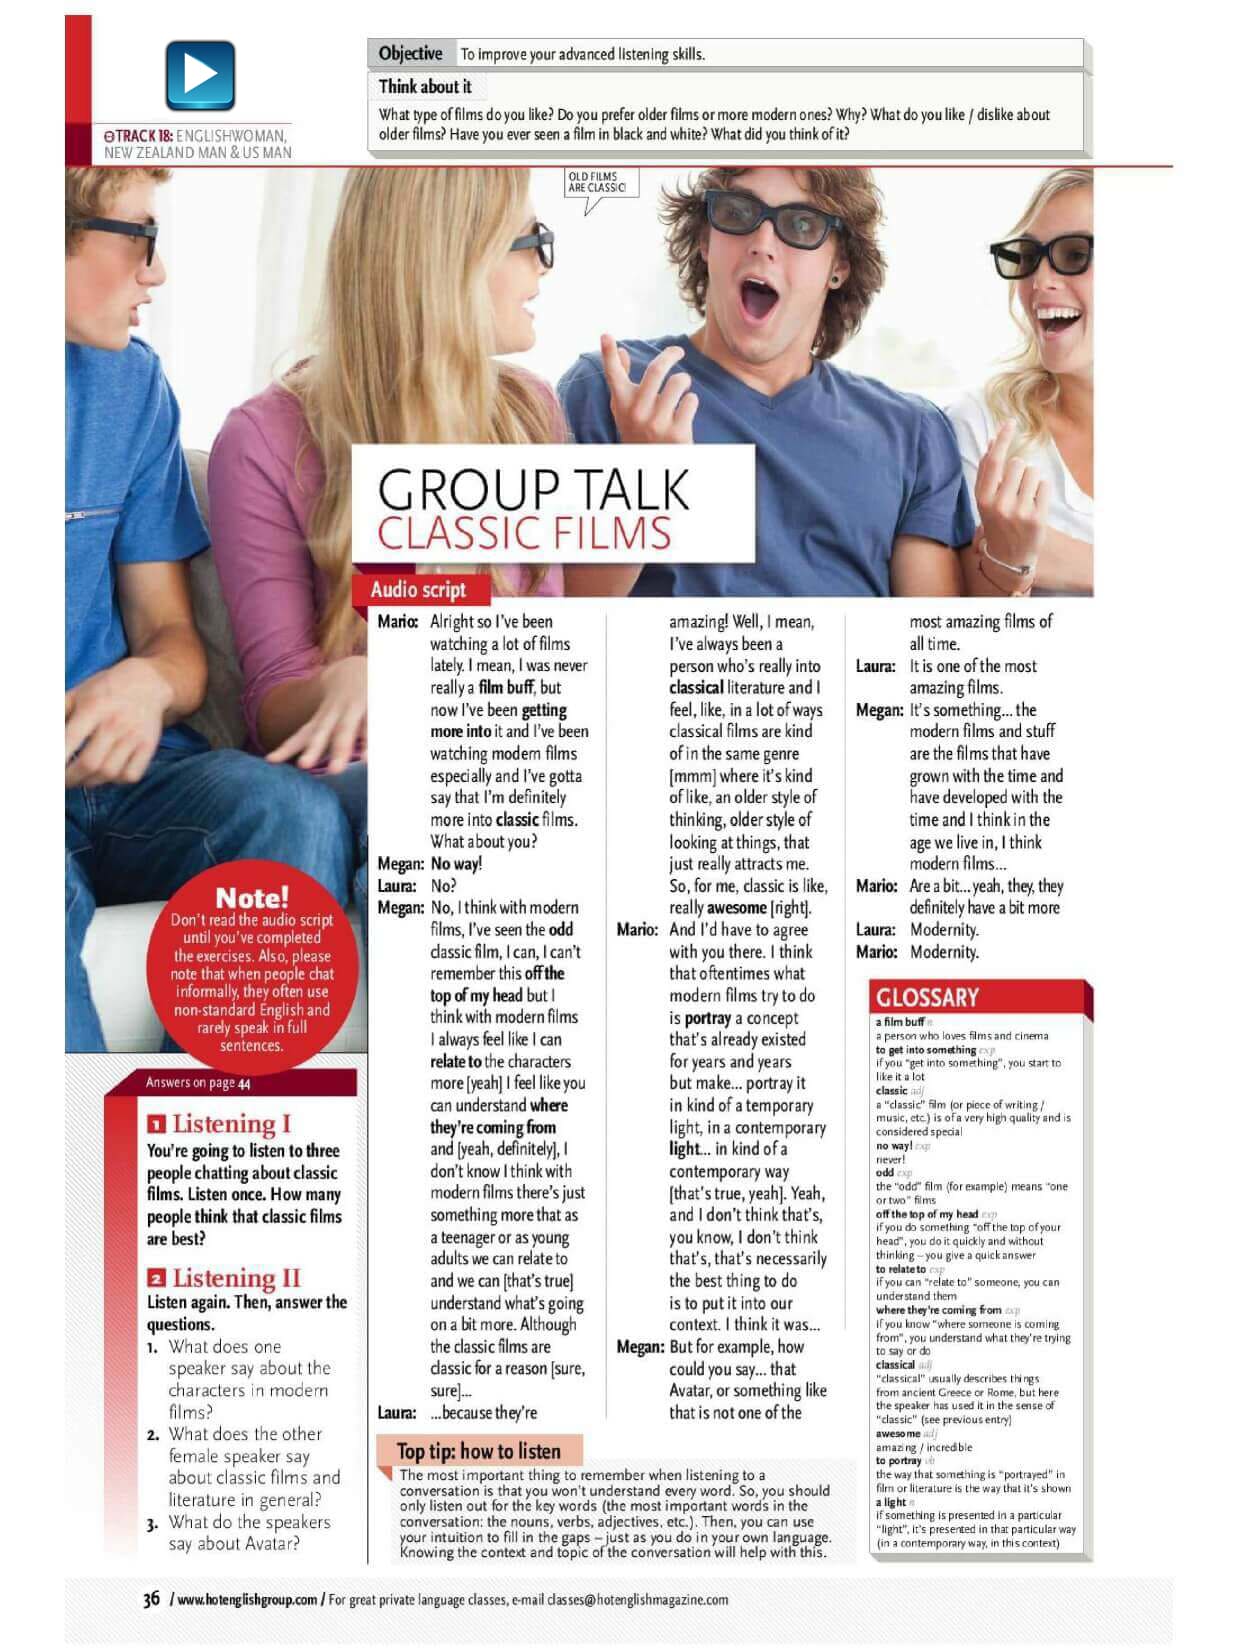 Objective To improve your advanced listening skills.
Think about it
What type of films do you like? Do you prefer older films or more modern ones? Why? What do you like / dislike about
older films? Have you ever seen a film in black and white? What did you think of it?
TRACK 18: ENGLISHWOMAN,
NEW ZEALAND MAN & US MAN
OLD FILMS
ARE CLASSIC!
GROUP TALK
CLASSIC FILMS
Audio script
Mario: Alright so I've been
watching a lot of films
lately. I mean, I was never
really a film buff, but
now I've been getting
more into it and I've been
watching modern films
especially and I've gotta
say that I'm definitely
more into classic films.
What about you?
Megan: No way!
Laura: No?
Megan: No, I think with modern
films, I've seen the odd
classic film, I can, I can't
remember this off the
top of my head but I
think with modern films
I always feel like I can
relate to the characters
more [yeah] I feel like you
can understand where
they're coming from
and [yeah, definitely], I
don't know I think with
modern films there's just
something more that as
a teenager or as young
adults we can relate to
and we can [that's true]
understand what's going
on a bit more. Although
the classic films are
classic for a reason [sure,
sure]...
Laura: ...because they're
amazing! Well, I mean,
I've always been a
person who's really into
classical literature and I
feel, like, in a lot of ways
classical films are kind
of in the same genre
[mmm] where it's kind
of like, an older style of
thinking, older style of
looking at things, that
just really attracts me.
So, for me, classic is like,
really awesome [right].
Mario: And I'd have to agree
with you there. I think
that oftentimes what
modern films try to do
is portray a concept
that's already existed
for years and years
but make... portray it
in kind of a temporary
light, in a contemporary
light... in kind of a
contemporary way
[that's true, yeah]. Yeah,
and I don't think that's,
you know, I don't think
that's, that's necessarily
the best thing to do
is to put it into our
context. I think it was...
Megan: But for example, how
could you say... that
Avatar, or something like
that is not one of the
most amazing films of
all time.
Laura: It is one of the most
amazing films.
Megan: It's something... the
modern films and stuff
are the films that have
grown with the time and
have developed with the
time and I think in the
age we live in, I think
modern films...
Mario: Are a bit... yeah, they, they
definitely have a bit more
Laura: Modernity.
Mario: Modernity.
Note!
Don't read the audio script
until you've completed
the exercises. Also, please
note that when people chat
informally, they often use
non-standard English and
rarely speak in full
sentences.
Answers on page 44
1 Listening I
You're going to listen to three
people chatting about classic
films. Listen once. How many
people think that classic films
are best?
2 Listening II
Listen again. Then, answer the
questions.
1. What does one
speaker say about the
characters in modern
films?
2. What does the other
female speaker say
about classic films and
literature in general?
3. What do the speakers
say about Avatar?
Top tip: how to listen
The most important thing to remember when listening to a
conversation is that you won't understand every word. So, you should
only listen out for the key words (the most important words in the
conversation: the nouns, verbs, adjectives, etc.). Then, you can use
your intuition to fill in the gaps – just as you do in your own language.
Knowing the context and topic of the conversation will help with this.
GLOSSARY
a film buff n
a person who loves films and cinema
to get into something exp
if you "get into something", you start to
like it a lot
classic adj
a "classic" film (or piece of writing /
music, etc.) is of a very high quality and is
considered special
no way! exp
never!
odd exp
the "odd" film (for example) means "one
or two" films
off the top of my head exp
if you do something "off the top of your
head", you do it quickly and without
thinking – you give a quick answer
to relate to exp
if you can "relate to" someone, you can
understand them
where they're coming from exp
if you know "where someone is coming
from", you understand what they're trying
to say or do
classical adj
"classical" usually describes things
from ancient Greece or Rome, but here
the speaker has used it in the sense of
"classic" (see previous entry)
awesome adj
amazing / incredible
to portray vb
the way that something is "portrayed" in
film or literature is the way that it's shown
a light n
if something is presented in a particular
"light", it's presented in that particular way
(in a contemporary way, in this context)
36 / www.hotenglishgroup.com / For great private language classes, e-mail classes@hotenglishmagazine.com